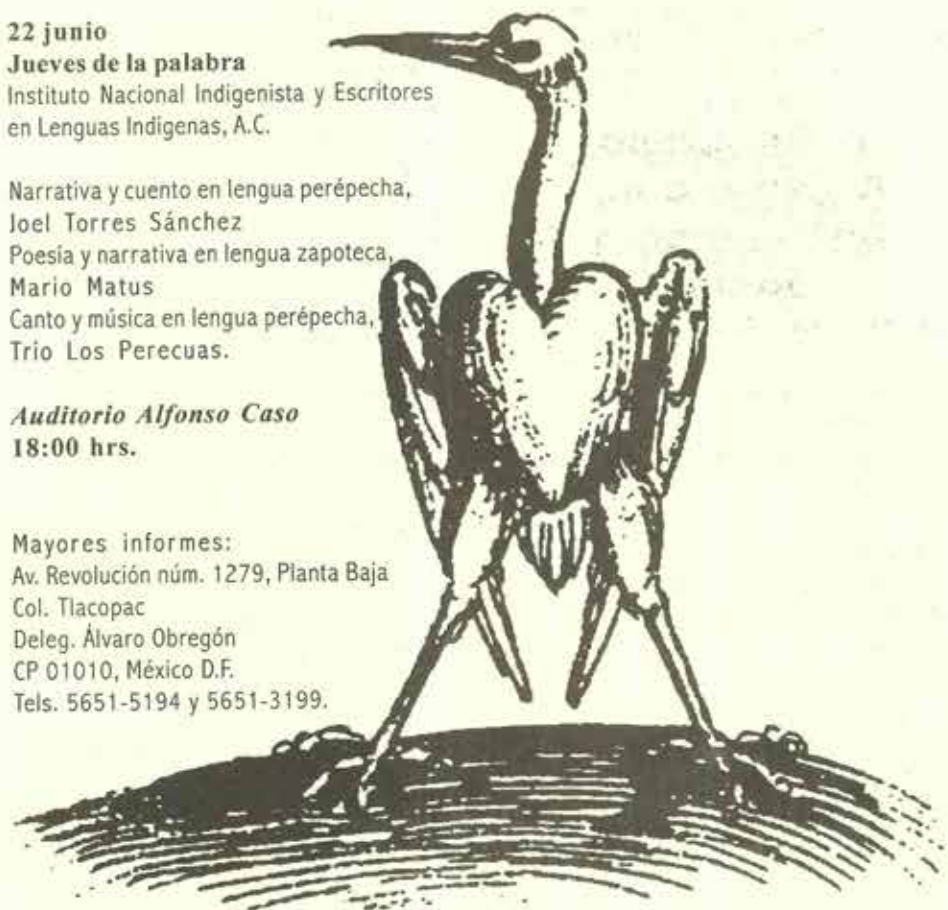 22 junio
Jueves de la palabra
Instituto Nacional Indigenista y Escritores
en Lenguas Indígenas, A.C.
Narrativa y cuento en lengua perépecha,
Joel Torres Sánchez
Poesía y narrativa en lengua zapoteca,
Mario Matus
Canto y música en lengua perépecha,
Trio Los Perecuas.
Auditorio Alfonso Caso
18:00 hrs.
Mayores informes:
Av. Revolución núm. 1279, Planta Baja
Col. Tlacopac
Deleg. Álvaro Obregón
CP 01010, México D.F.
Tels. 5651-5194 y 5651-3199.